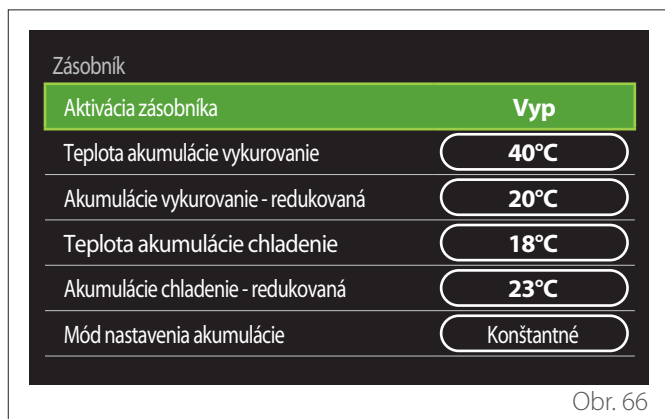 Zásobník
Aktivácia zásobníka Vyp
Teplota akumulácie vykurovanie 40°C
Akumulácie vykurovanie - redukovaná 20°C
Teplota akumulácie chladenie 18°C
Akumulácie chladenie - redukovaná 23°C
Mód nastavenia akumulácie Konštantné
Obr. 66